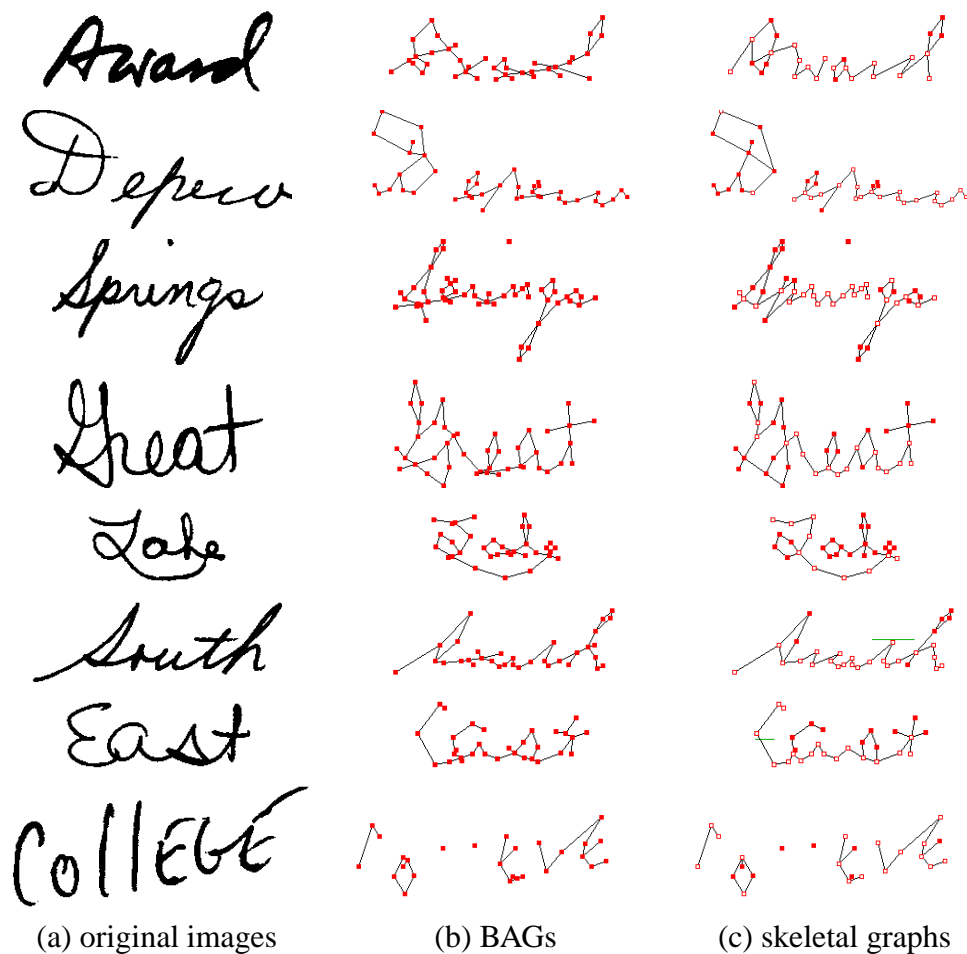 Award
Depew
Springs
Great
Lake
South
East
COllEGE
(a) original images (b) BAGs (c) skeletal graphs